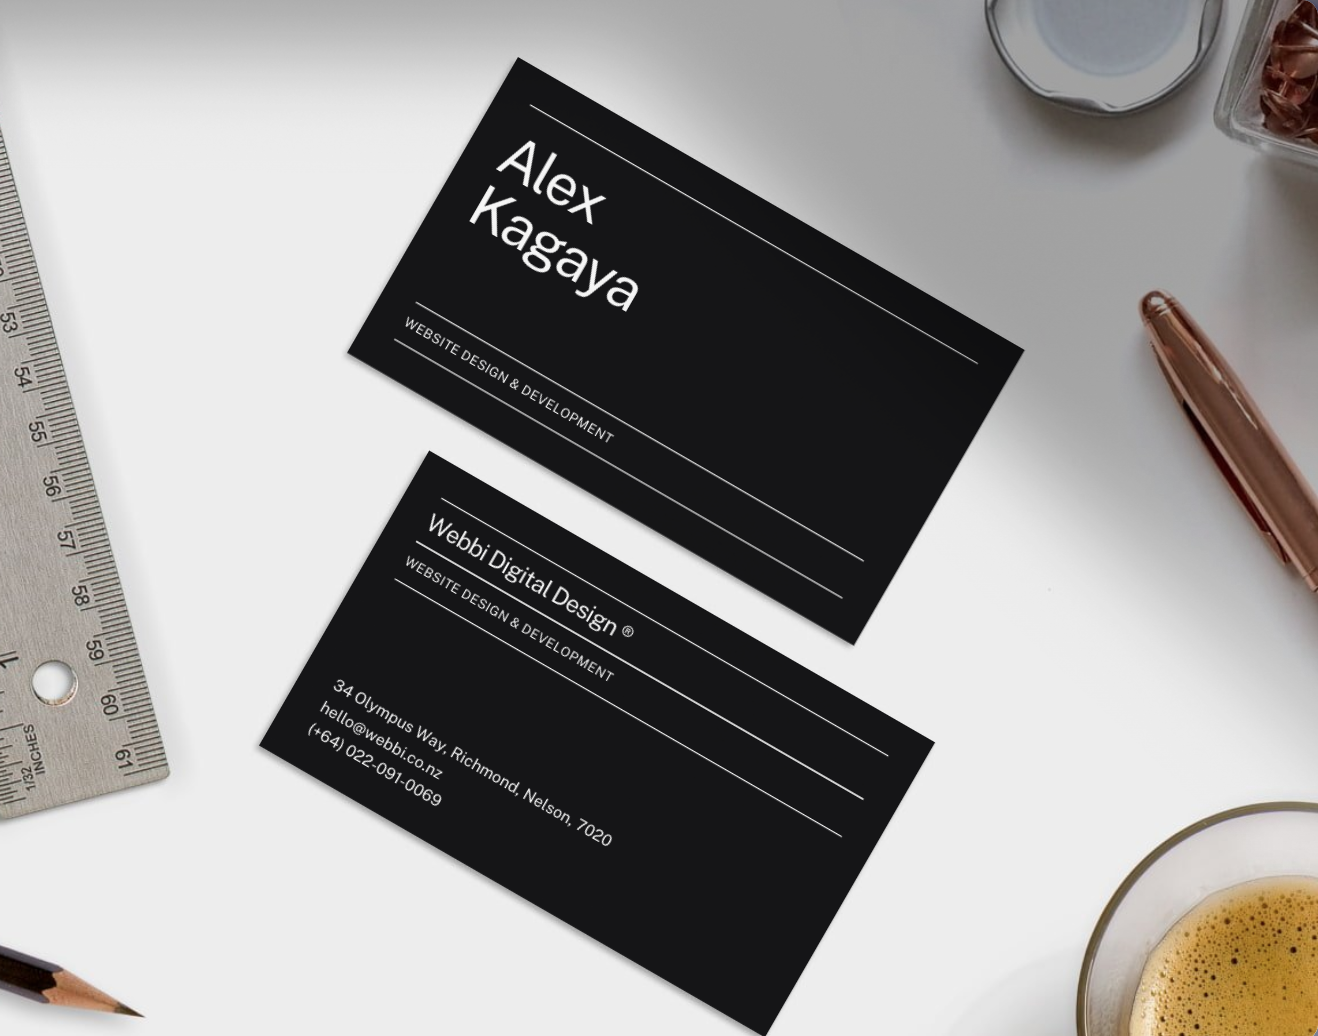 Alex
Kagaya
WEBSITE DESIGN & DEVELOPMENT
Webbi Digital Design ®
WEBSITE DESIGN & DEVELOPMENT
34 Olympus Way, Richmond, Nelson, 7020
hello@webbi.co.nz
(+64) 022-091-0069
53
54
55
56
57
58
59
60
61
1/32
INCHES